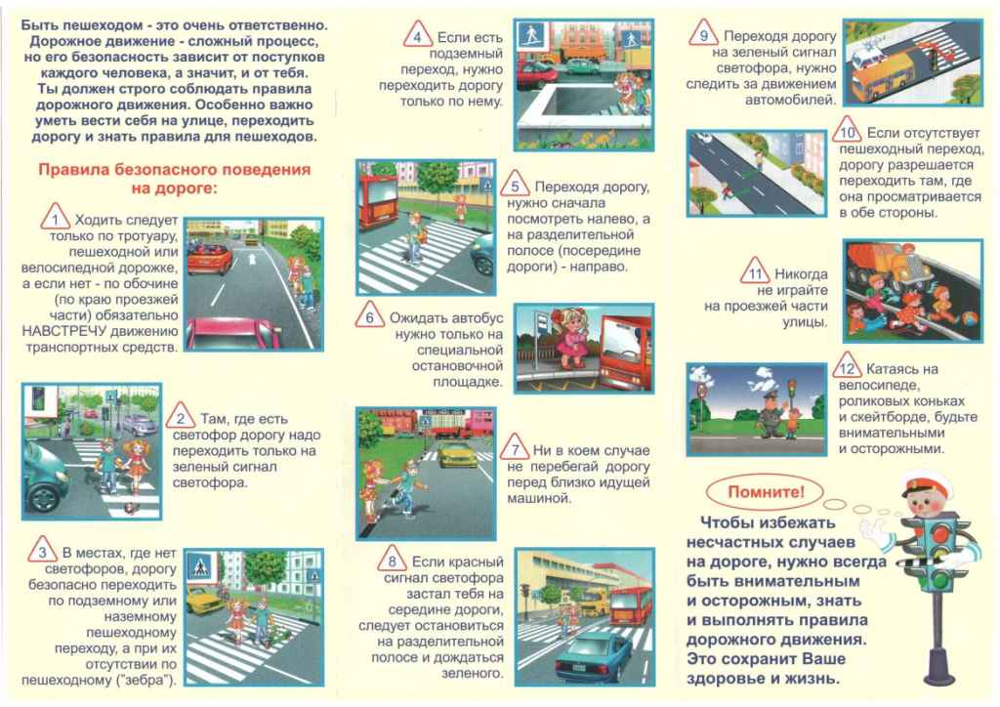 Быть пешеходом - это очень ответственно.
Дорожное движение - сложный процесс,
но его безопасность зависит от поступков
каждого человека, а значит, и от тебя.
Ты должен строго соблюдать правила
дорожного движения. Особенно важно
уметь вести себя на улице, переходить
дорогу и знать правила для пешеходов.
Правила безопасного поведения
на дороге:
1 Ходить следует
только по тротуару,
пешеходной или
велосипедной дорожке,
а если нет - по обочине
(по краю проезжей
части) обязательно
НАВСТРЕЧУ движению
транспортных средств.
2 Там, где есть
светофор дорогу надо
переходить только на
зеленый сигнал
светофора.
3 В местах, где нет
светофоров, дорогу
безопасно переходить
по подземному или
наземному
пешеходному
переходу, а при их
отсутствии по
пешеходному ("зебра").
4 Если есть
подземный
переход, нужно
переходить дорогу
только по нему.
5 Переходя дорогу,
нужно сначала
посмотреть налево, а
на разделительной
полосе (посередине
дороги) - направо.
6 Ожидать автобус
нужно только на
специальной
остановочной
площадке.
7 Ни в коем случае
не перебегай дорогу
перед близко идущей
машиной.
8 Если красный
сигнал светофора
застал тебя на
середине дороги,
следует остановиться
на разделительной
полосе и дождаться
зеленого.
9 Переходя дорогу
на зеленый сигнал
светофора, нужно
следить за движением
автомобилей.
10 Если отсутствует
пешеходный переход,
дорогу разрешается
переходить там, где
она просматривается
в обе стороны.
11 Никогда
не играйте
на проезжей части
улицы.
12 Катаясь на
велосипеде,
роликовых коньках
и скейтборде, будьте
внимательными
и осторожными.
Помните!
Чтобы избежать
несчастных случаев
на дороге, нужно всегда
быть внимательным
и осторожным, знать
и выполнять правила
дорожного движения.
Это сохранит Ваше
здоровье и жизнь.